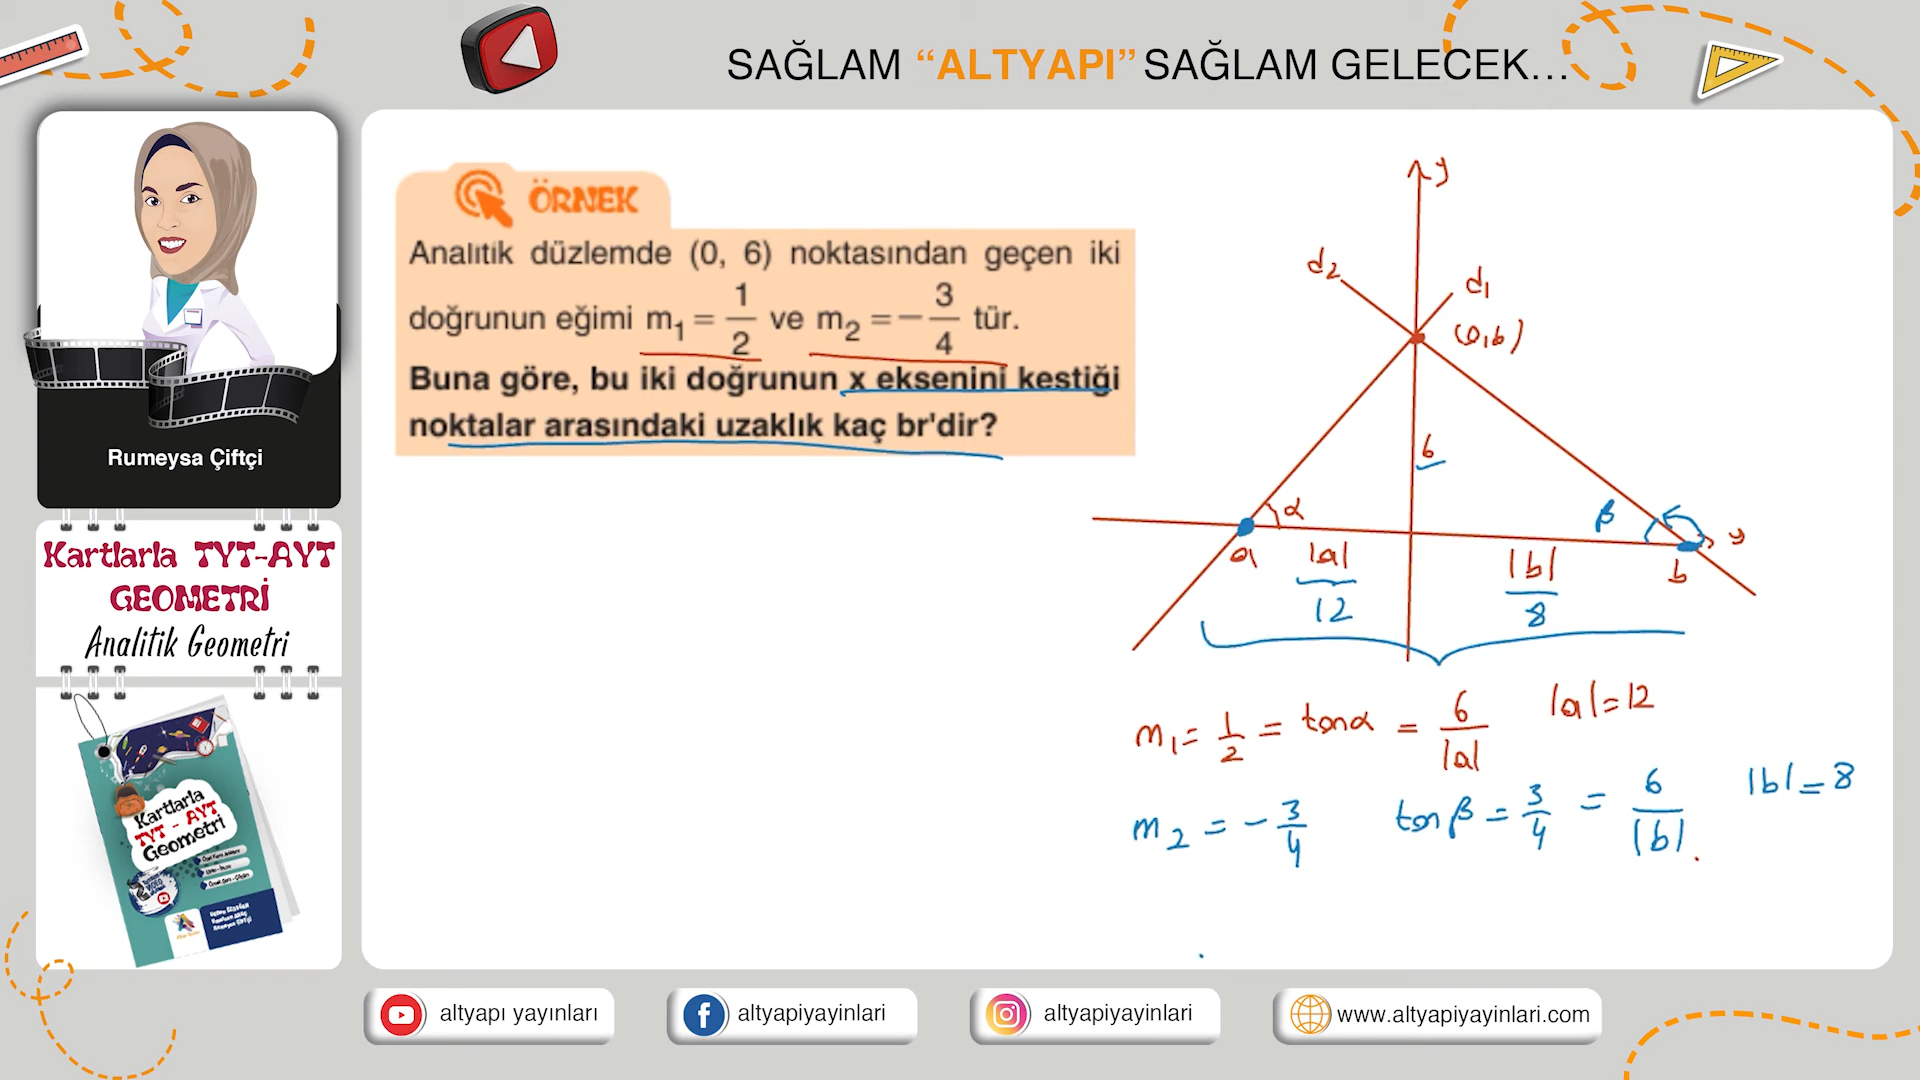 SAĞLAM “ALTYAPI” SAĞLAM GELECEK...
Rumeysa Çiftçi
Kartlarla TYT-AYT
GEOMETRİ
Analitik Geometri
Kartlarla
TYT - AYT
Geometri
ÖRNEK
Analitik düzlemde (0, 6) noktasından geçen iki
doğrunun eğimi m₁ = 1/2 ve m₂ = -3/4 tür.
Buna göre, bu iki doğrunun x eksenini kestiği
noktalar arasındaki uzaklık kaç br'dir?
y
d2
d1
(0,6)
6
α
β
a
|a|
|b|
b
12
8
m₁ = 1/2 = tanα = 6/|a| |a|=12
m₂ = -3/4 tanβ = 3/4 = 6/|b| |b|=8
altyapı yayınları
altyapiyayinlari
altyapiyayinlari
www.altyapiyayinlari.com